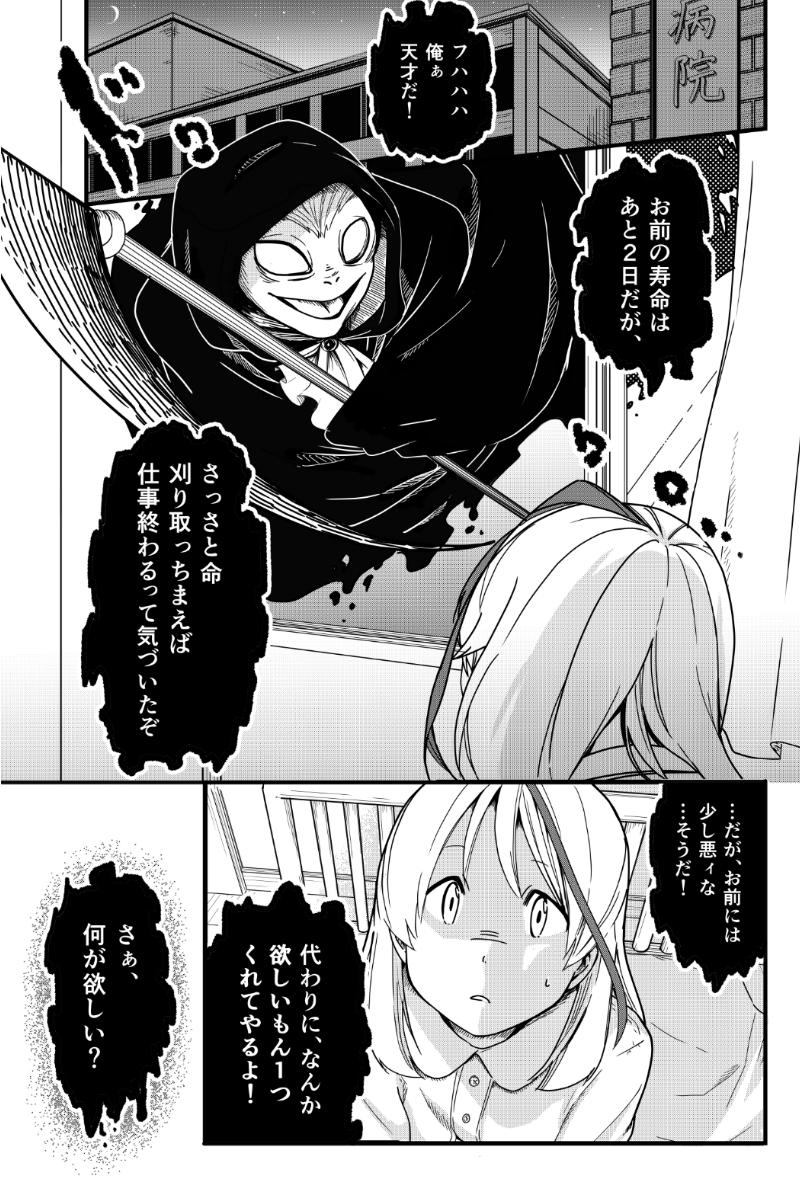 病院
フハハハ
俺ぁ
天才だ！
お前の寿命は
あと２日だが、
さっさと命
刈り取っちまえば
仕事終わるって気づいたぞ
…だが、お前には
少し悪ィな
…そうだ！
代わりに、なんか
欲しいもん１つ
くれてやるよ！
さぁ、
何が欲しい？